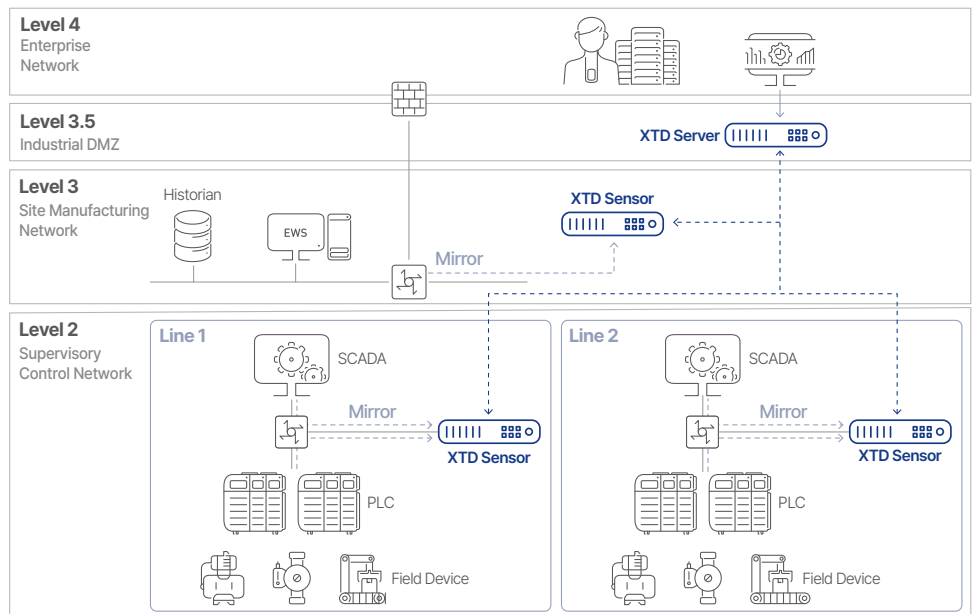 Level 4
Enterprise
Network
Level 3.5
Industrial DMZ
XTD Server
Level 3
Site Manufacturing
Network
Historian
EWS
XTD Sensor
Mirror
Level 2
Supervisory
Control Network
Line 1
SCADA
Mirror
XTD Sensor
PLC
Field Device
Line 2
SCADA
Mirror
XTD Sensor
PLC
Field Device